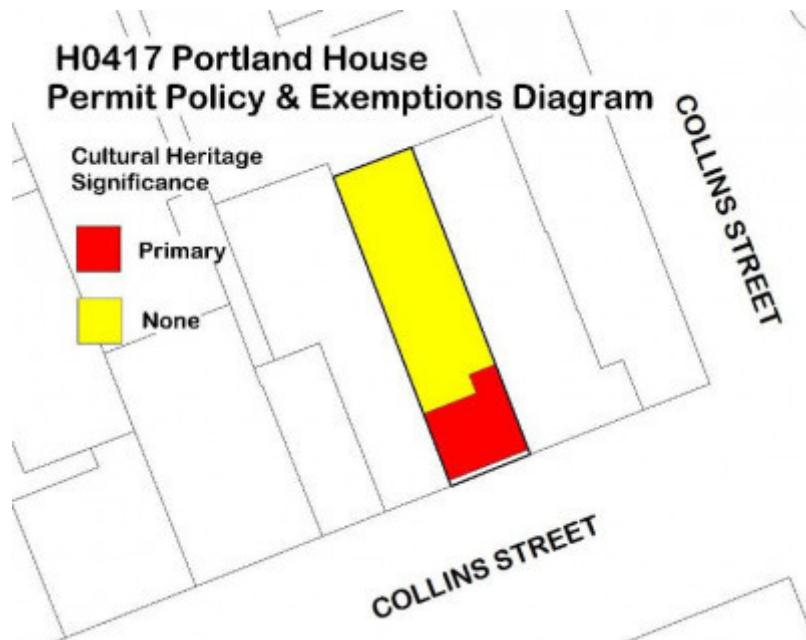 H0417 Portland House
Permit Policy & Exemptions Diagram
Cultural Heritage
Significance
Primary
None
COLLINS STREET
COLLINS STREET